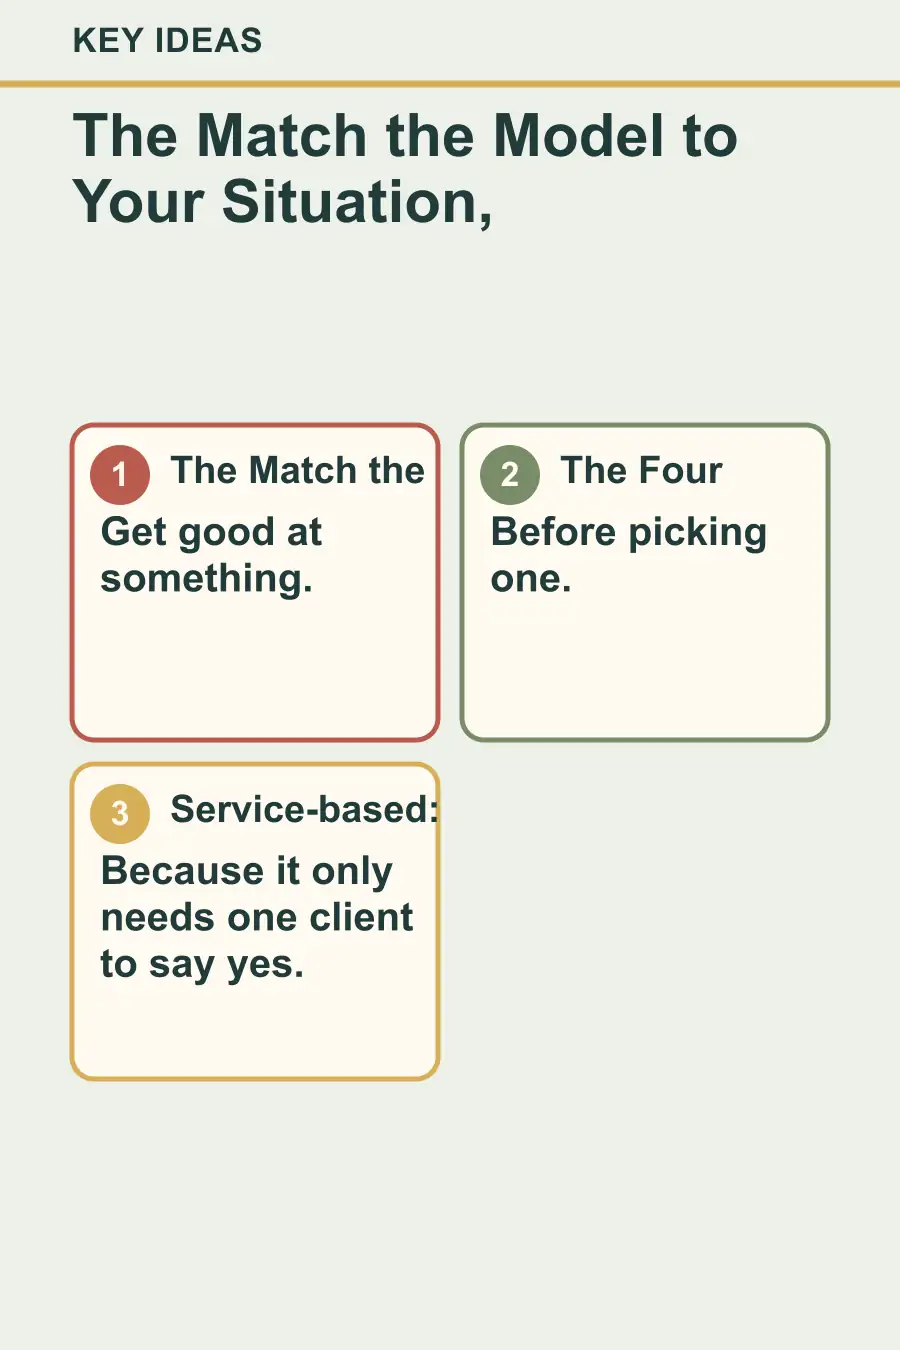 KEY IDEAS
The Match the Model to
Your Situation,
1 The Match the
Get good at
something.
2 The Four
Before picking
one.
3 Service-based:
Because it only
needs one client
to say yes.